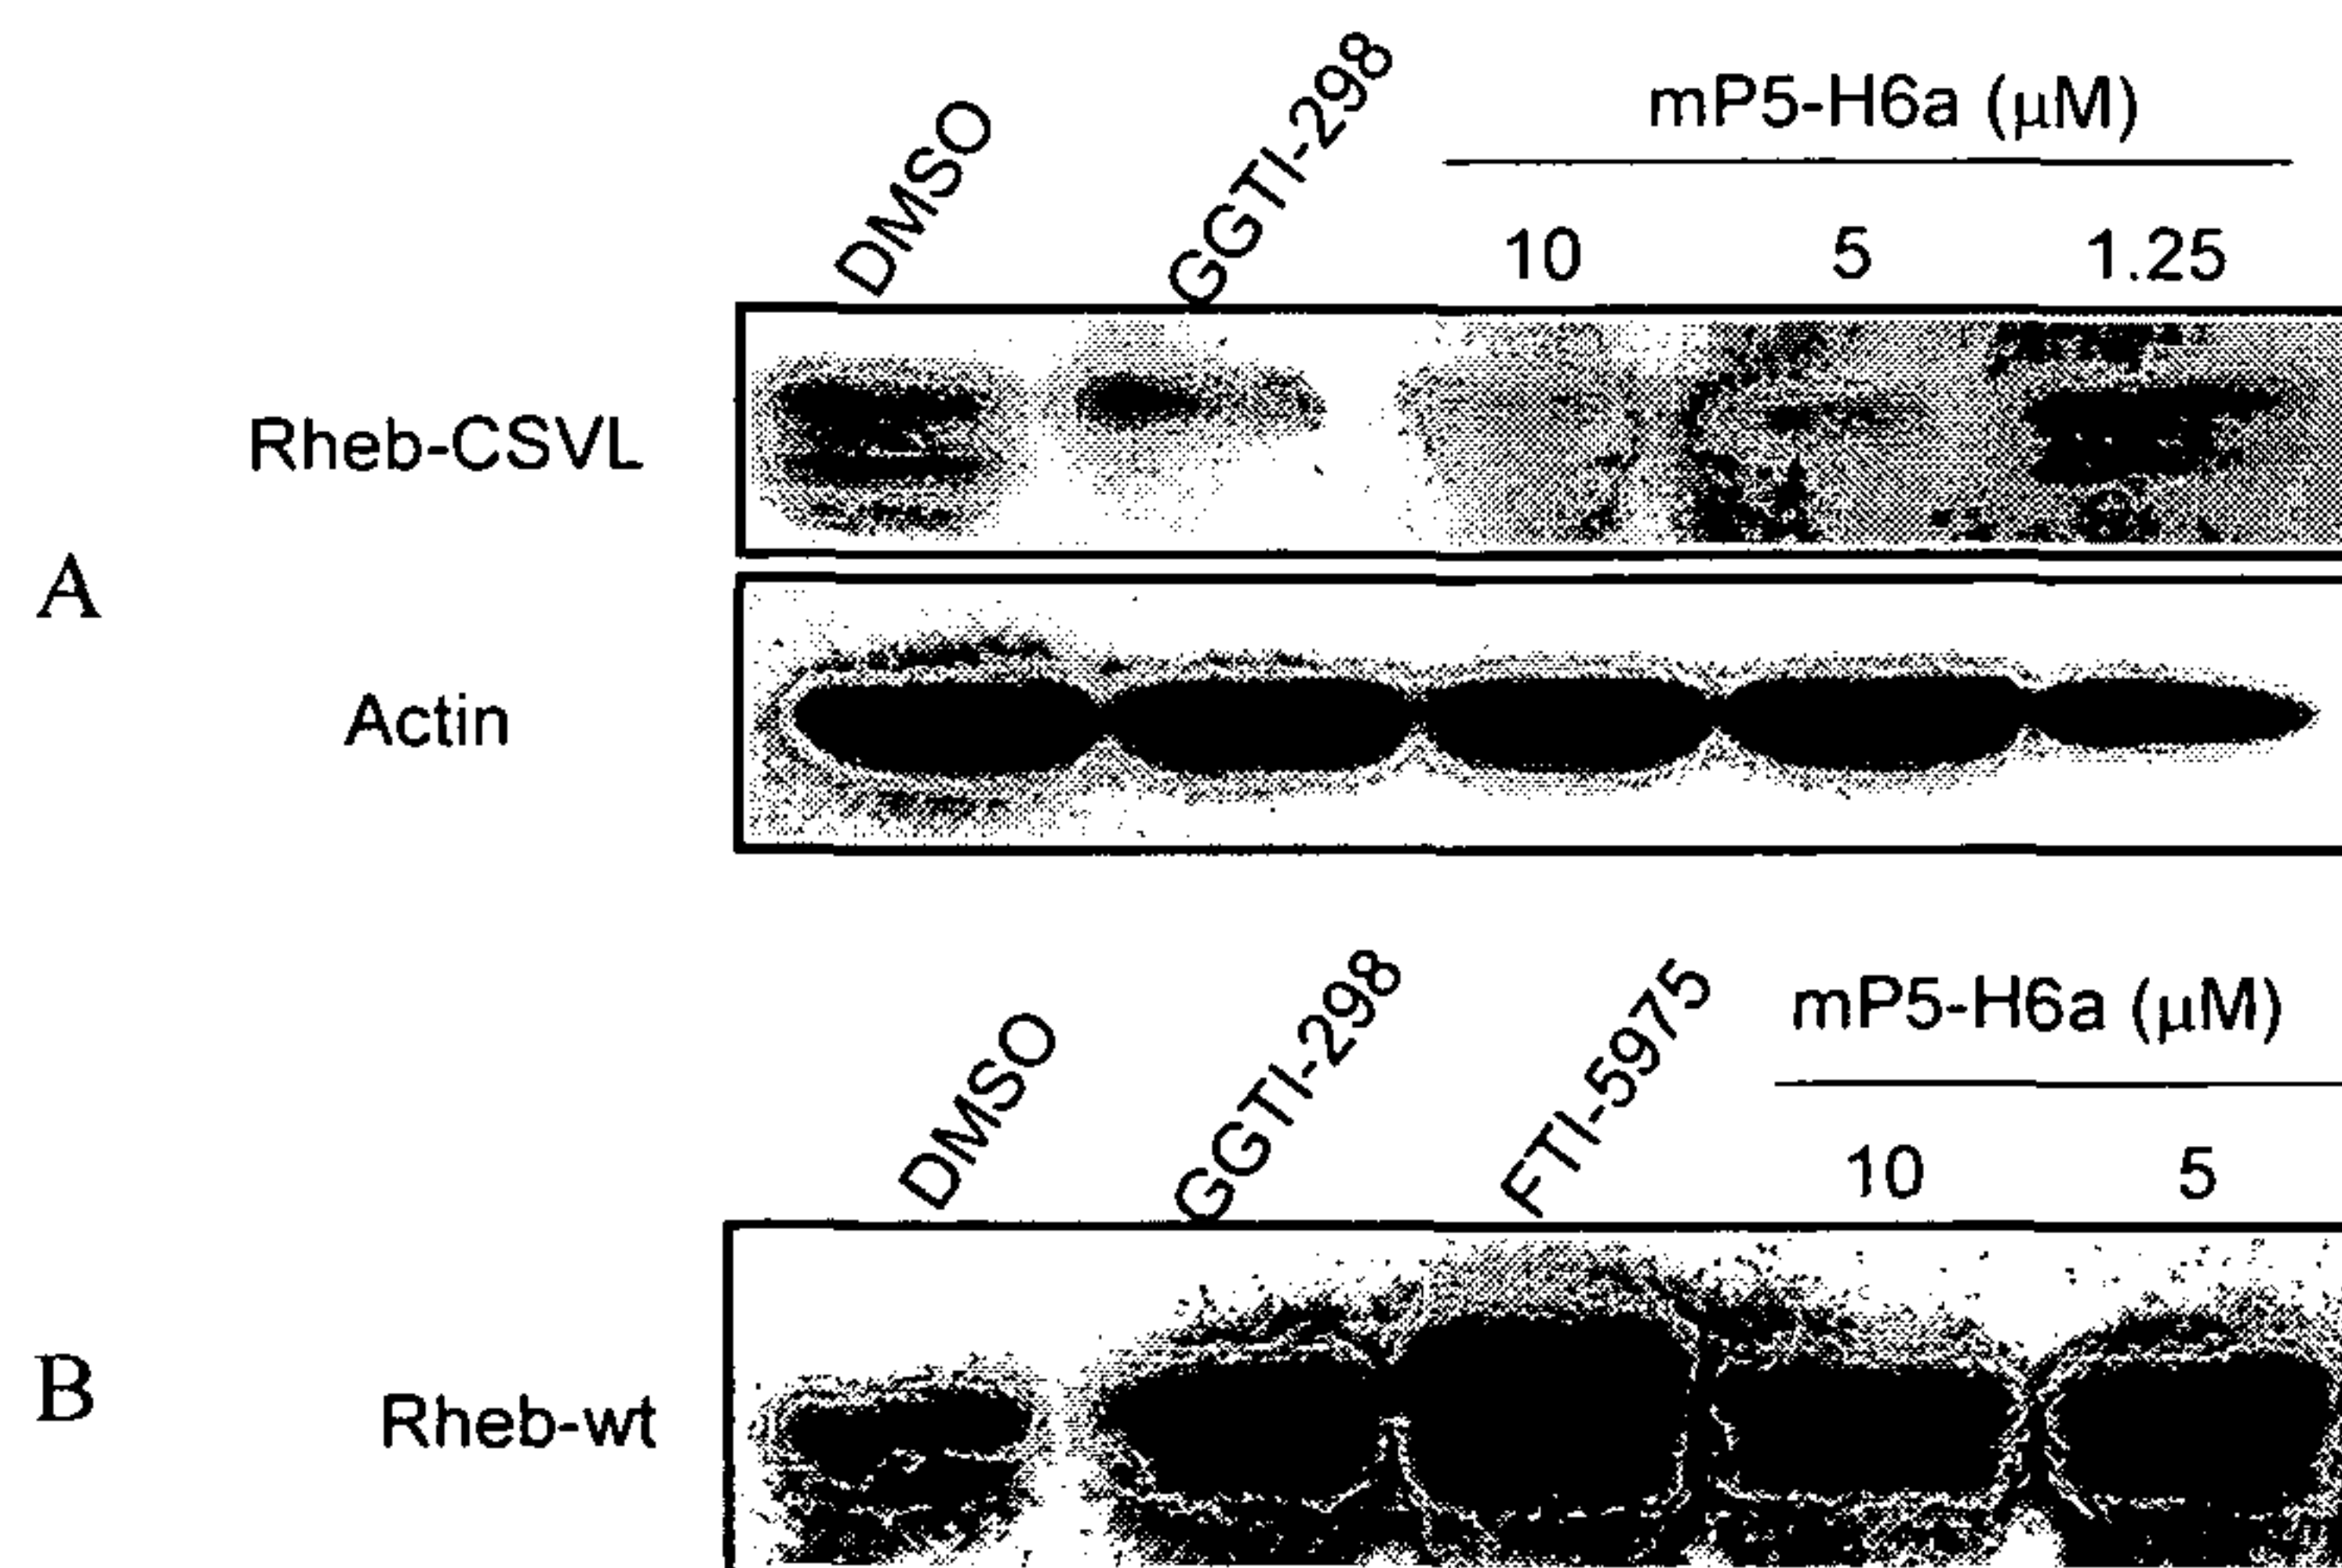 DMSO
GGTI-298
mP5-H6a (μM)
10 5 1.25
Rheb-CSVL
A
Actin
DMSO
GGTI-298
FTI-5975
mP5-H6a (μM)
10 5
B
Rheb-wt